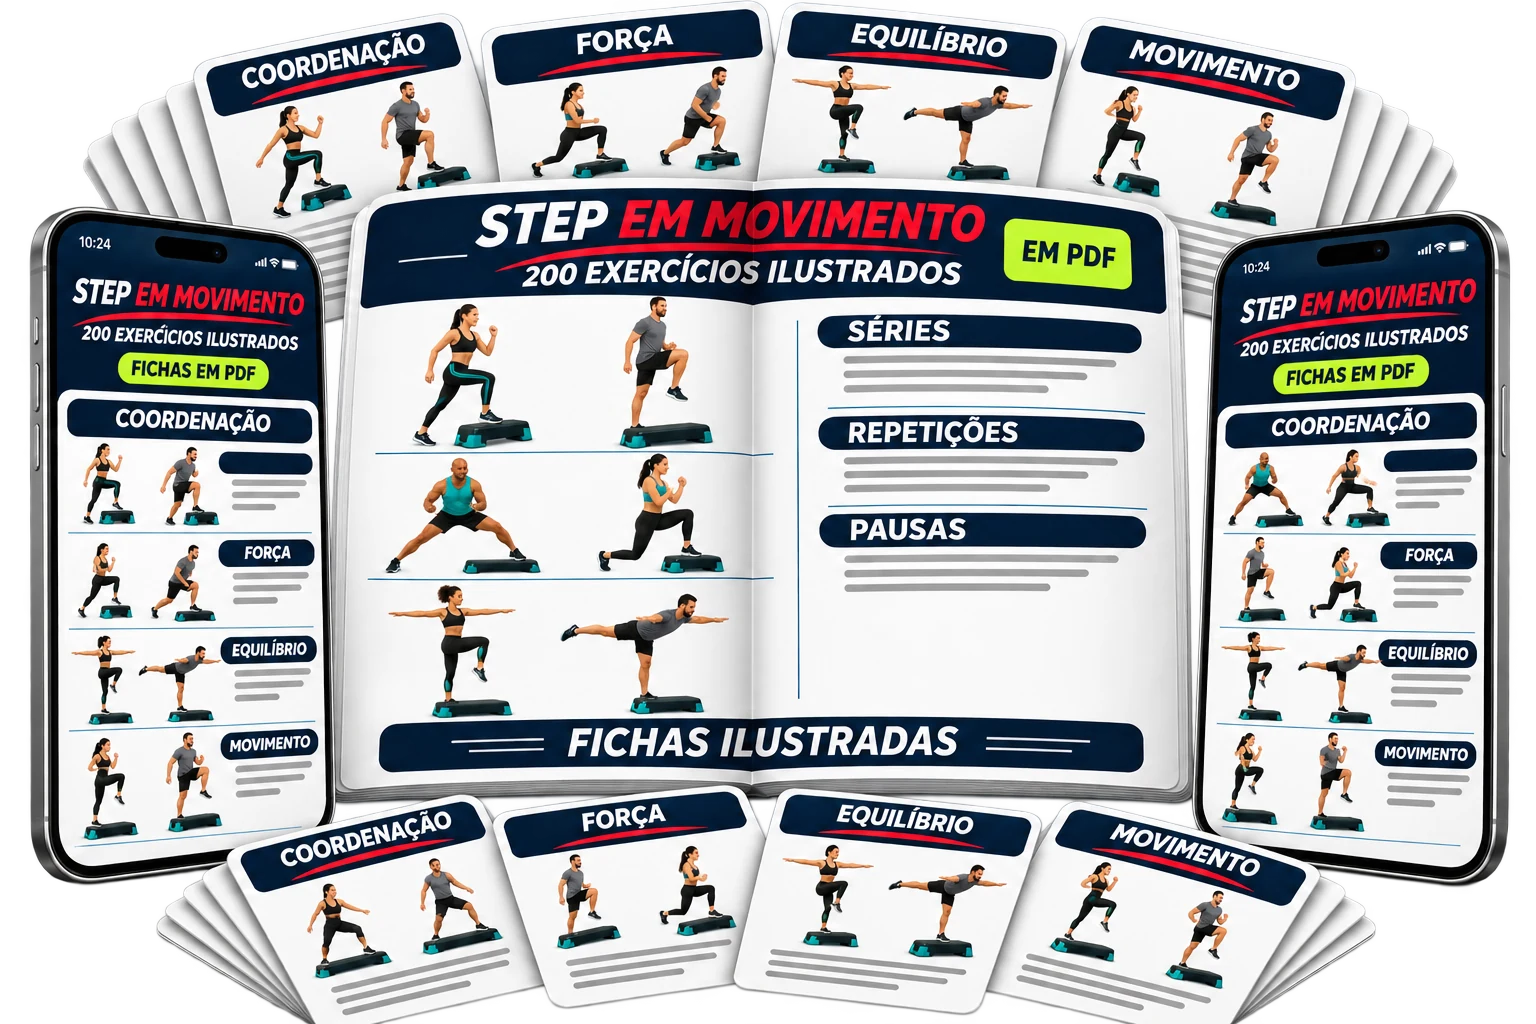 COORDENAÇÃO
FORÇA
EQUILÍBRIO
MOVIMENTO
STEP EM MOVIMENTO
200 EXERCÍCIOS ILUSTRADOS
EM PDF
SÉRIES
REPETIÇÕES
PAUSAS
FICHAS ILUSTRADAS
10:24
STEP EM MOVIMENTO
200 EXERCÍCIOS ILUSTRADOS
FICHAS EM PDF
COORDENAÇÃO
FORÇA
EQUILÍBRIO
MOVIMENTO
10:24
STEP EM MOVIMENTO
200 EXERCÍCIOS ILUSTRADOS
FICHAS EM PDF
COORDENAÇÃO
FORÇA
EQUILÍBRIO
MOVIMENTO
COORDENAÇÃO
FORÇA
EQUILÍBRIO
MOVIMENTO